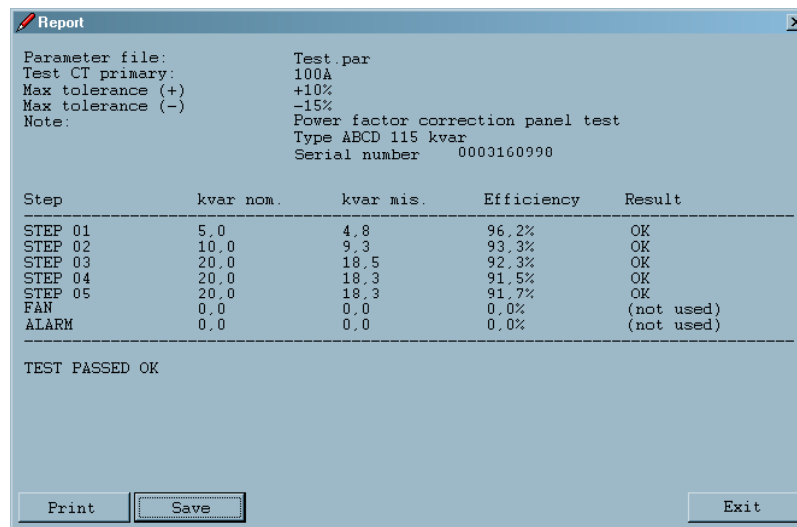 Report
Parameter file: Test.par
Test CT primary: 100A
Max tolerance (+) +10%
Max tolerance (-) -15%
Note: Power factor correction panel test
Type ABCD 115 kvar
Serial number 0003160990
Step kvar nom. kvar mis. Efficiency Result
STEP 01 5,0 4,8 96,2% OK
STEP 02 10,0 9,3 93,3% OK
STEP 03 20,0 18,5 92,3% OK
STEP 04 20,0 18,3 91,5% OK
STEP 05 20,0 18,3 91,7% OK
FAN 0,0 0,0 0,0% (not used)
ALARM 0,0 0,0 0,0% (not used)
TEST PASSED OK
Print Save Exit